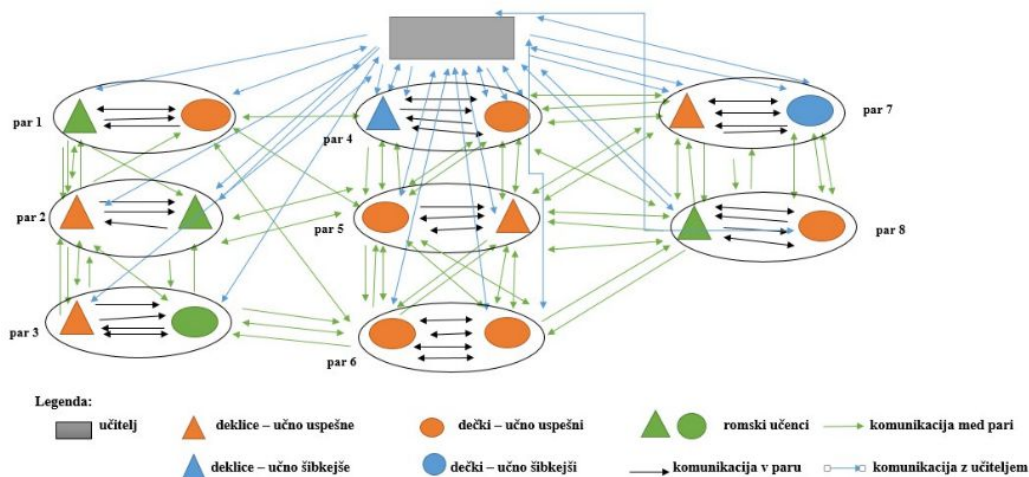 par 1
par 4
par 7
par 2
par 5
par 8
par 3
par 6
Legenda:
učitelj
deklice – učno uspešne
dečki – učno uspešni
romski učenci
komunikacija med pari
deklice – učno šibkejše
dečki – učno šibkejši
komunikacija v paru
komunikacija z učiteljem